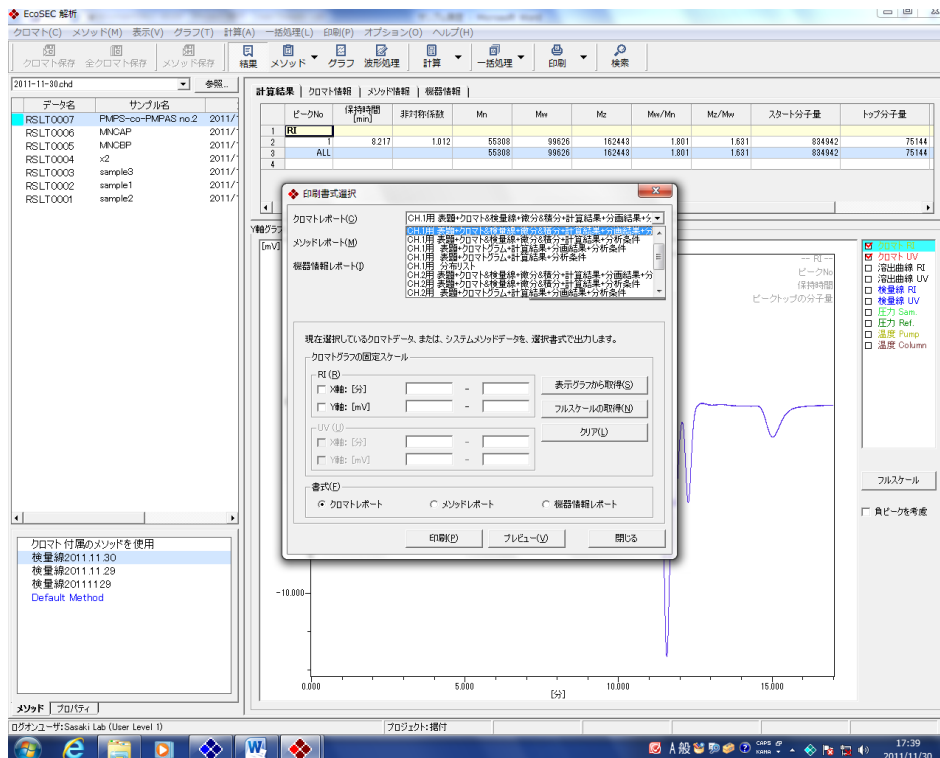 EcoSEC 解析
クロマト(C) メソッド(M) 表示(V) グラフ(T) 計算(A) 一括処理(L) 印刷(P) オプション(O) ヘルプ(H)
クロマト保存 全クロマト保存 メソッド保存 結果 メソッド グラフ 波形処理 計算 一括処理 印刷 検索
2011-11-30.chd 参照...
データ名 サンプル名
RSLT0007 PMPS-co-PMPAS no.2 2011/
RSLT0006 MNCAP 2011/
RSLT0005 MNCBP 2011/
RSLT0004 x2 2011/
RSLT0003 sample3 2011/
RSLT0002 sample1 2011/
RSLT0001 sample2 2011/
計算結果 クロマト情報 メソッド情報 機器情報
ピークNo 保持時間 [min] 非対称係数 Mn Mw Mz Mw/Mn Mz/Mw スタート分子量 トップ分子量
1 RI
2 1 8.217 1.012 55308 99626 162443 1.801 1.631 834942 75144
3 ALL 55308 99626 162443 1.801 1.631 834942 75144
4
Y軸グラフ
[mV]
印刷書式選択
クロマトレポート(C) CH.1用 表題+クロマト&検量線+微分&積分+計算結果+分画結果+分
CH.1用 表題+クロマト&検量線+微分&積分+計算結果+分画結果+分
メソッドレポート(M) CH.1用 表題+クロマト&検量線+微分&積分+計算結果+分析条件
CH.1用 表題+クロマトグラム+計算結果+分画結果+分析条件
CH.1用 表題+クロマトグラム+計算結果+分析条件
機器情報レポート(I) CH.1用 分布リスト
CH.2用 表題+クロマト&検量線+微分&積分+計算結果+分画結果+分
CH.2用 表題+クロマト&検量線+微分&積分+計算結果+分析条件
CH.2用 表題+クロマトグラム+計算結果+分画結果+分析条件
現在選択しているクロマトデータ、または、システムメソッドデータを、選択書式で出力します。
クロマトグラフの固定スケール
RI (R)
X軸: [分] -
Y軸: [mV] -
UV (U)
X軸: [分] -
Y軸: [mV] -
表示グラフから取得(S)
フルスケールの取得(N)
クリア(L)
書式(F)
クロマトレポート メソッドレポート 機器情報レポート
印刷(P) プレビュー(V) 閉じる
-- RI --
ピークNo
保持時間
ピークトップの分子量
クロマト RI
クロマト UV
溶出曲線 RI
溶出曲線 UV
検量線 RI
検量線 UV
圧力 Sam.
圧力 Ref.
温度 Pump
温度 Column
フルスケール
負ピークを考慮
-10.000
0.000 5.000 10.000 15.000
[分]
クロマト付属のメソッドを使用
検量線2011.11.30
検量線2011.11.29
検量線20111129
Default Method
メソッド プロパティ
ログオンユーザ:Sasaki Lab (User Level 1) プロジェクト:据付
A 般 CAPS KANA 17:39
2011/11/30